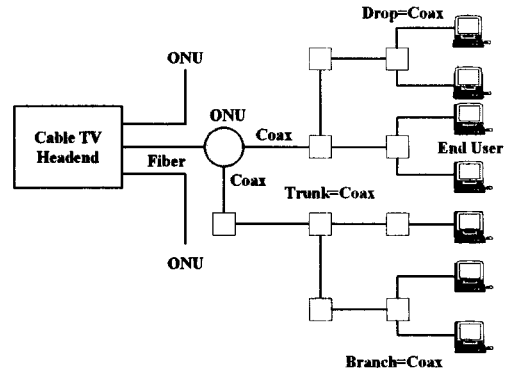 Drop=Coax
ONU
ONU
Cable TV
Headend
Coax
End User
Fiber
Coax
Trunk=Coax
ONU
Branch=Coax